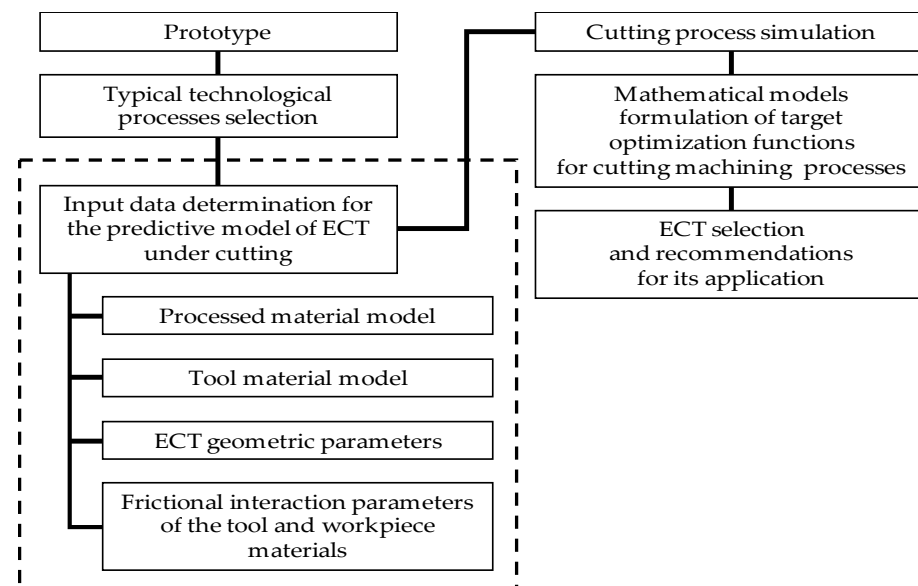 Prototype
Typical technological
processes selection
Input data determination for
the predictive model of ECT
under cutting
Processed material model
Tool material model
ECT geometric parameters
Frictional interaction parameters
of the tool and workpiece
materials
Cutting process simulation
Mathematical models
formulation of target
optimization functions
for cutting machining processes
ECT selection
and recommendations
for its application